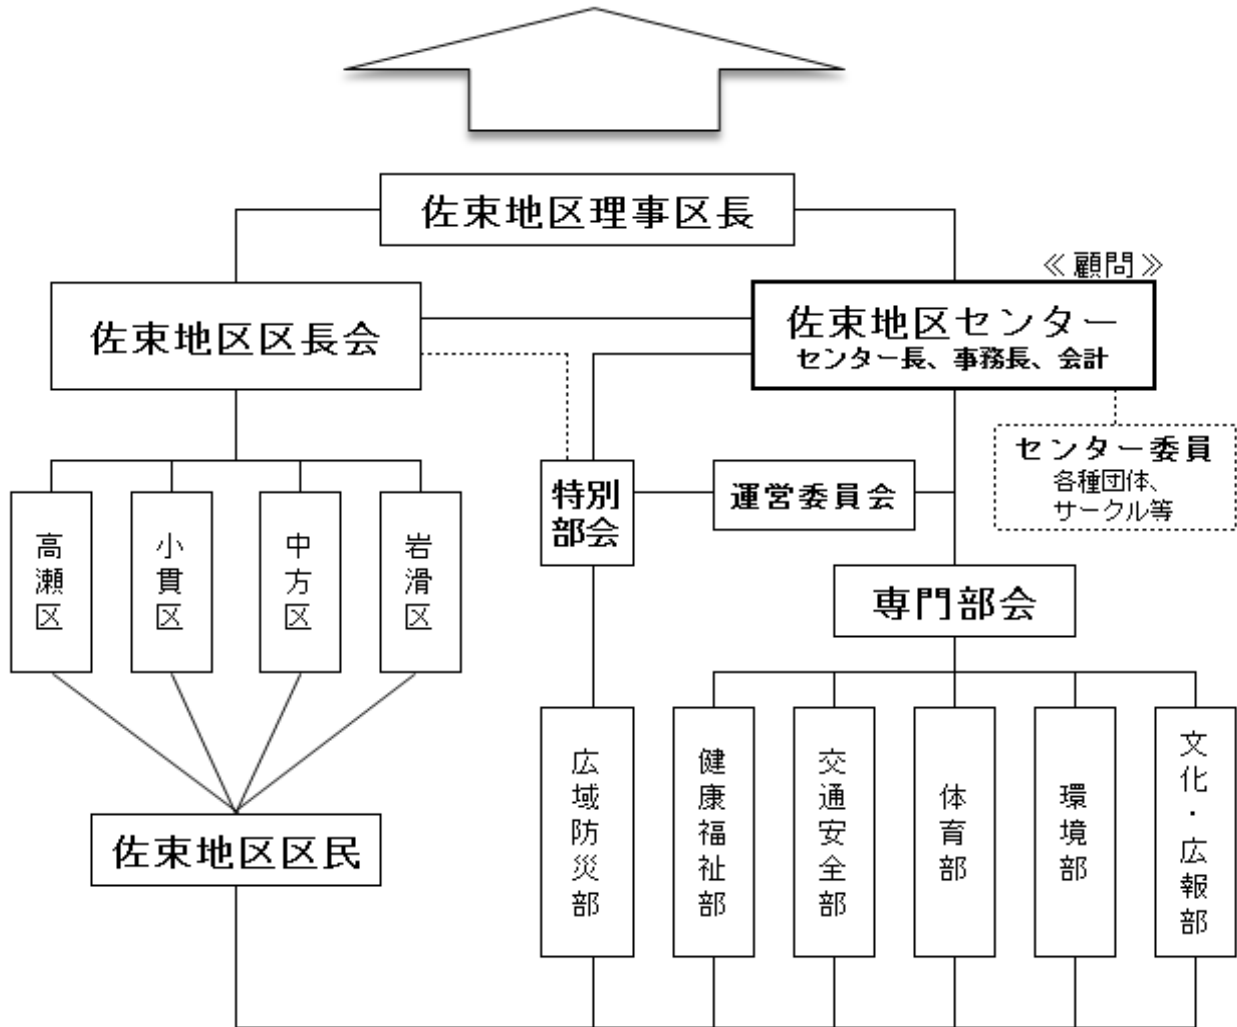 佐束地区理事区長
≪顧問≫
佐束地区区長会
佐束地区センター
センター長、事務長、会計
センター委員
各種団体、
サークル等
特別
部会
運営委員会
高瀬区
小貫区
中方区
岩滑区
専門部会
広域防災部
健康福祉部
交通安全部
体育部
環境部
文化・広報部
佐束地区区民